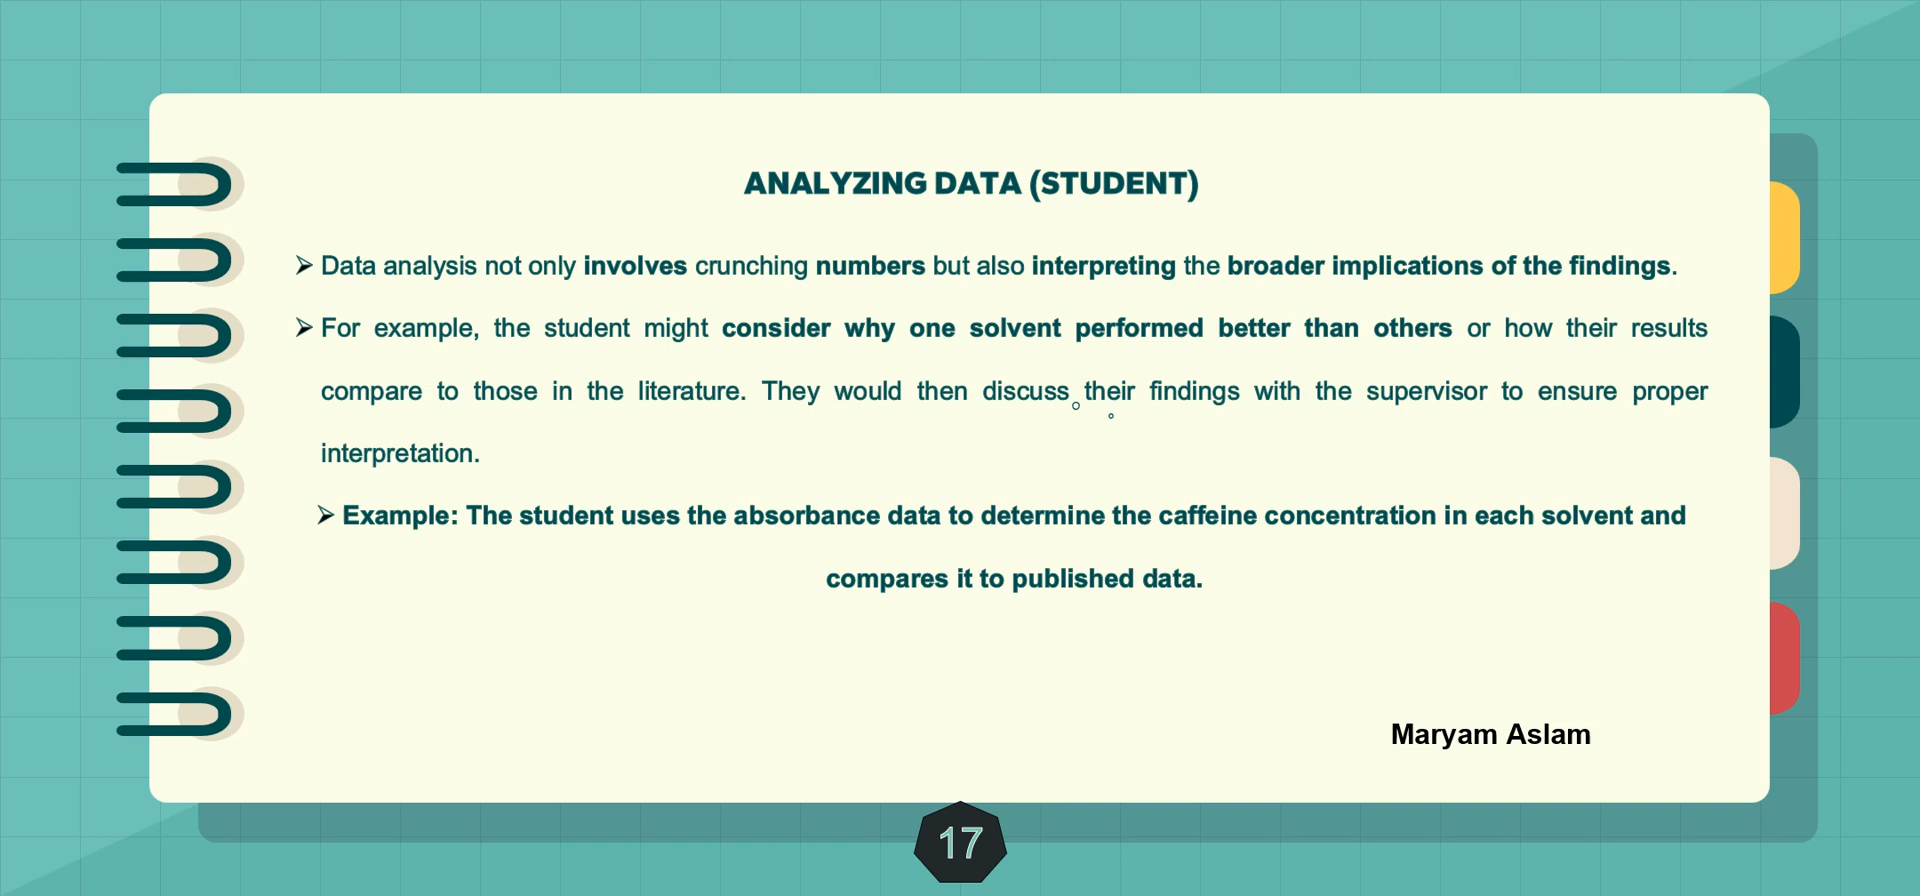 ANALYZING DATA (STUDENT)
➢ Data analysis not only involves crunching numbers but also interpreting the broader implications of the findings.
➢ For example, the student might consider why one solvent performed better than others or how their results
compare to those in the literature. They would then discuss their findings with the supervisor to ensure proper
interpretation.
➢ Example: The student uses the absorbance data to determine the caffeine concentration in each solvent and
compares it to published data.
Maryam Aslam
17